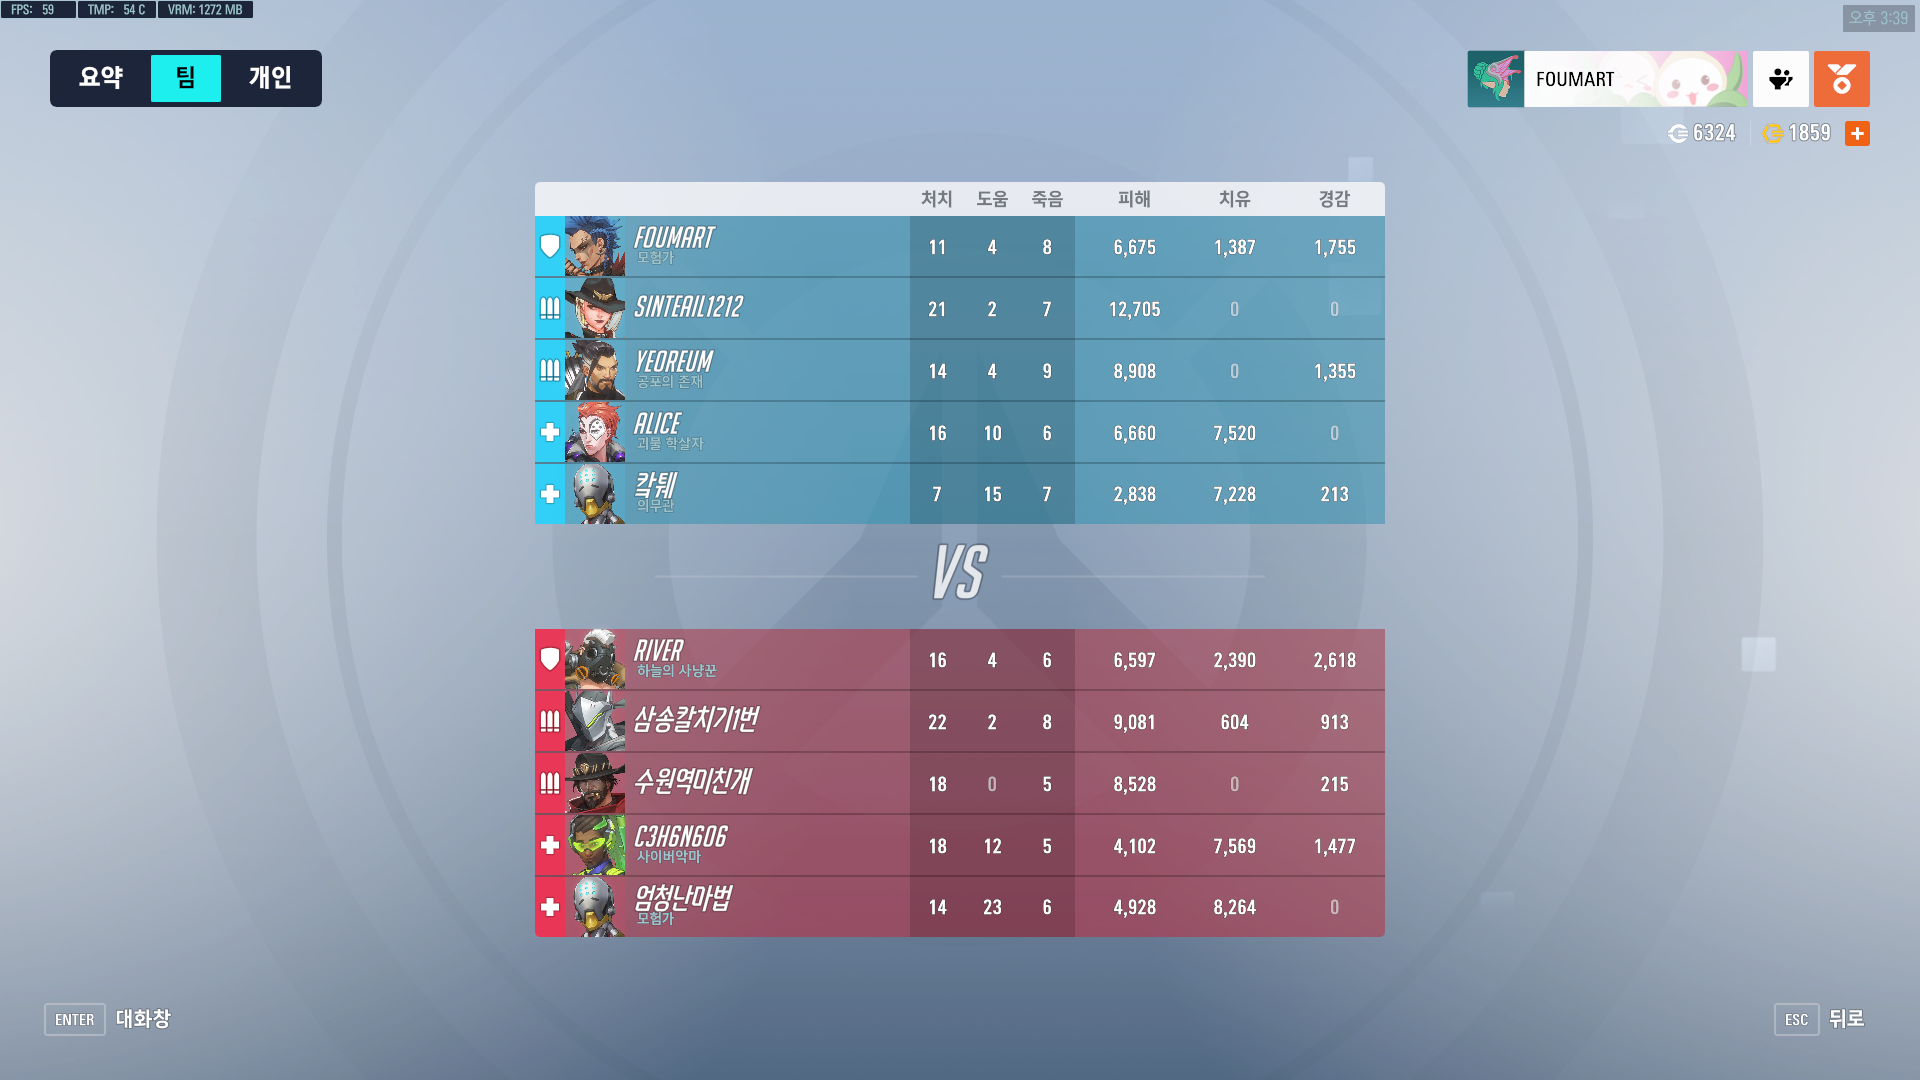 FPS: 59 TMP: 54 C VRM: 1272 MB
오후 3:39
요약 팀 개인
FOUMART
6324 1859
처치 도움 죽음 피해 치유 경감
FOUMART
모험가
11 4 8 6,675 1,387 1,755
SINTEAIL1212
21 2 7 12,705 0 0
YEOREUM
공포의 존재
14 4 9 8,908 0 1,355
ALICE
괴물 학살자
16 10 6 6,660 7,520 0
의무관
7 15 7 2,838 7,228 213
VS
RIVER
하늘의 사냥꾼
16 4 6 6,597 2,390 2,618
삼송칼치기1번
22 2 8 9,081 604 913
수원역미친개
18 0 5 8,528 0 215
C3H6N6O6
사이버악마
18 12 5 4,102 7,569 1,477
엄청난마법
모험가
14 23 6 4,928 8,264 0
ENTER 대화창
ESC 뒤로